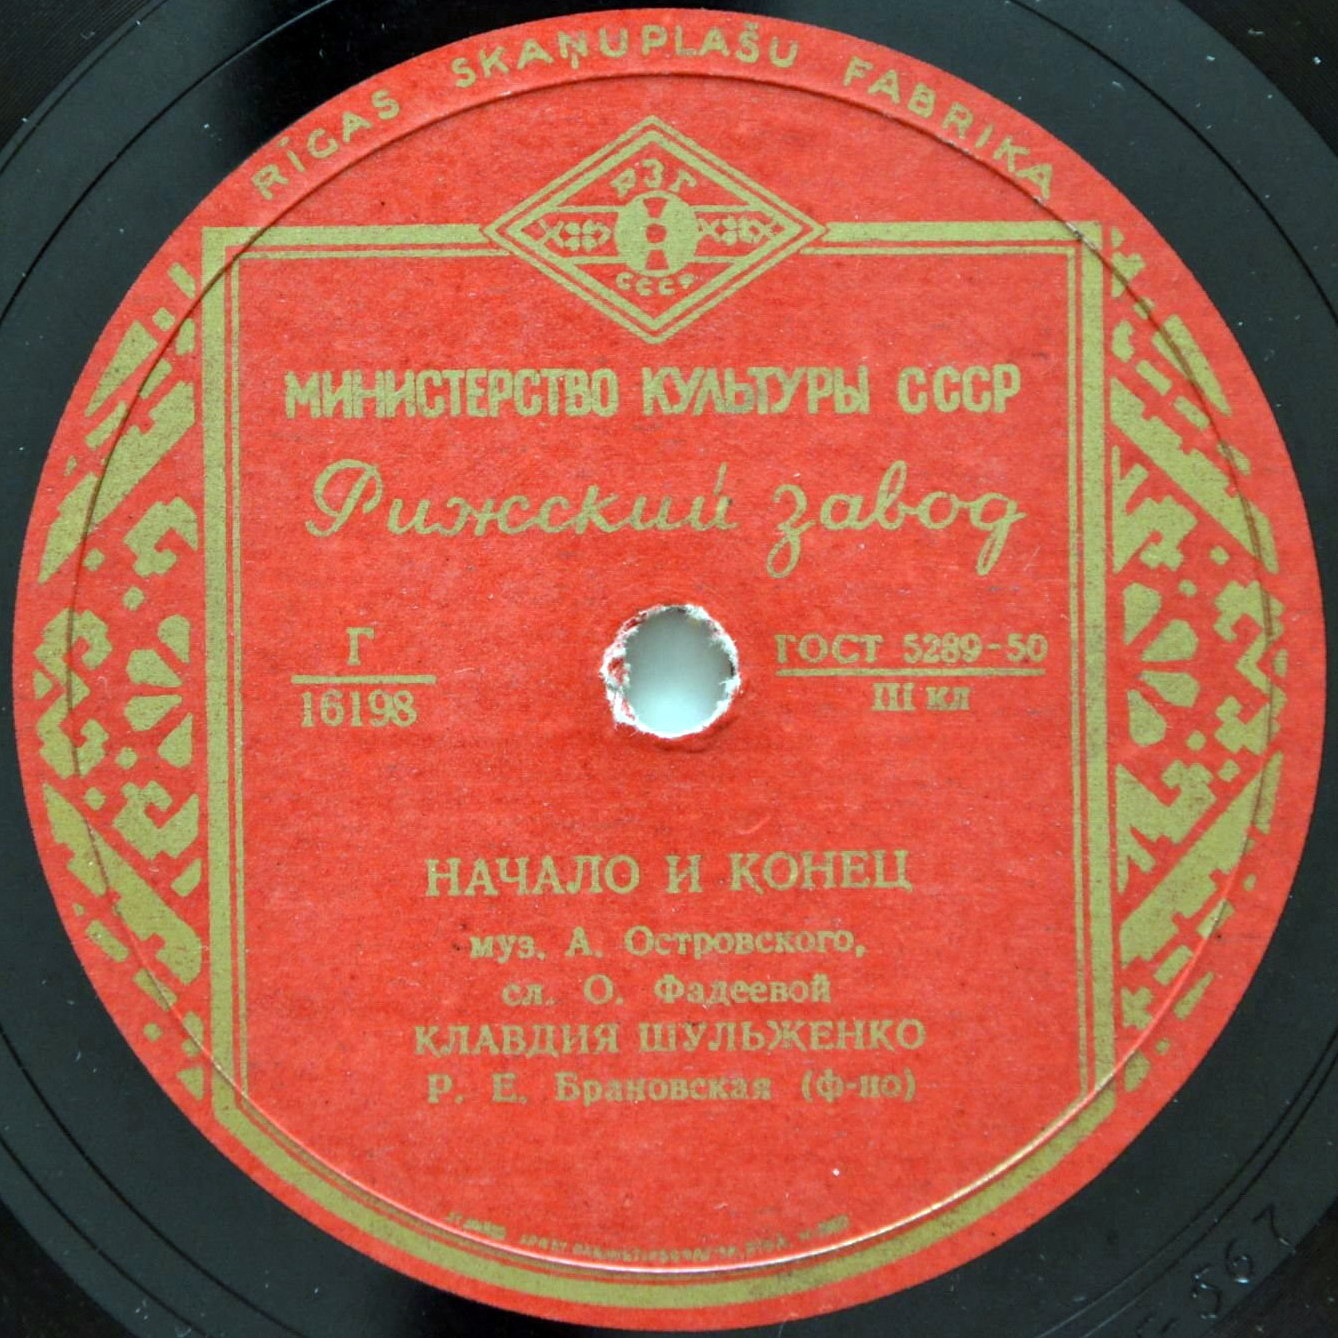 RĪGAS SKAŅUPLAŠU FABRIKA
РЗГ
СССР
МИНИСТЕРСТВО КУЛЬТУРЫ СССР
Рижский завод
Г
16198
ГОСТ 5289-50
III кл
НАЧАЛО И КОНЕЦ
муз. А. Островского,
сл. О. Фадеевой
КЛАВДИЯ ШУЛЬЖЕНКО
Р. Е. Брановская (ф-но)
567